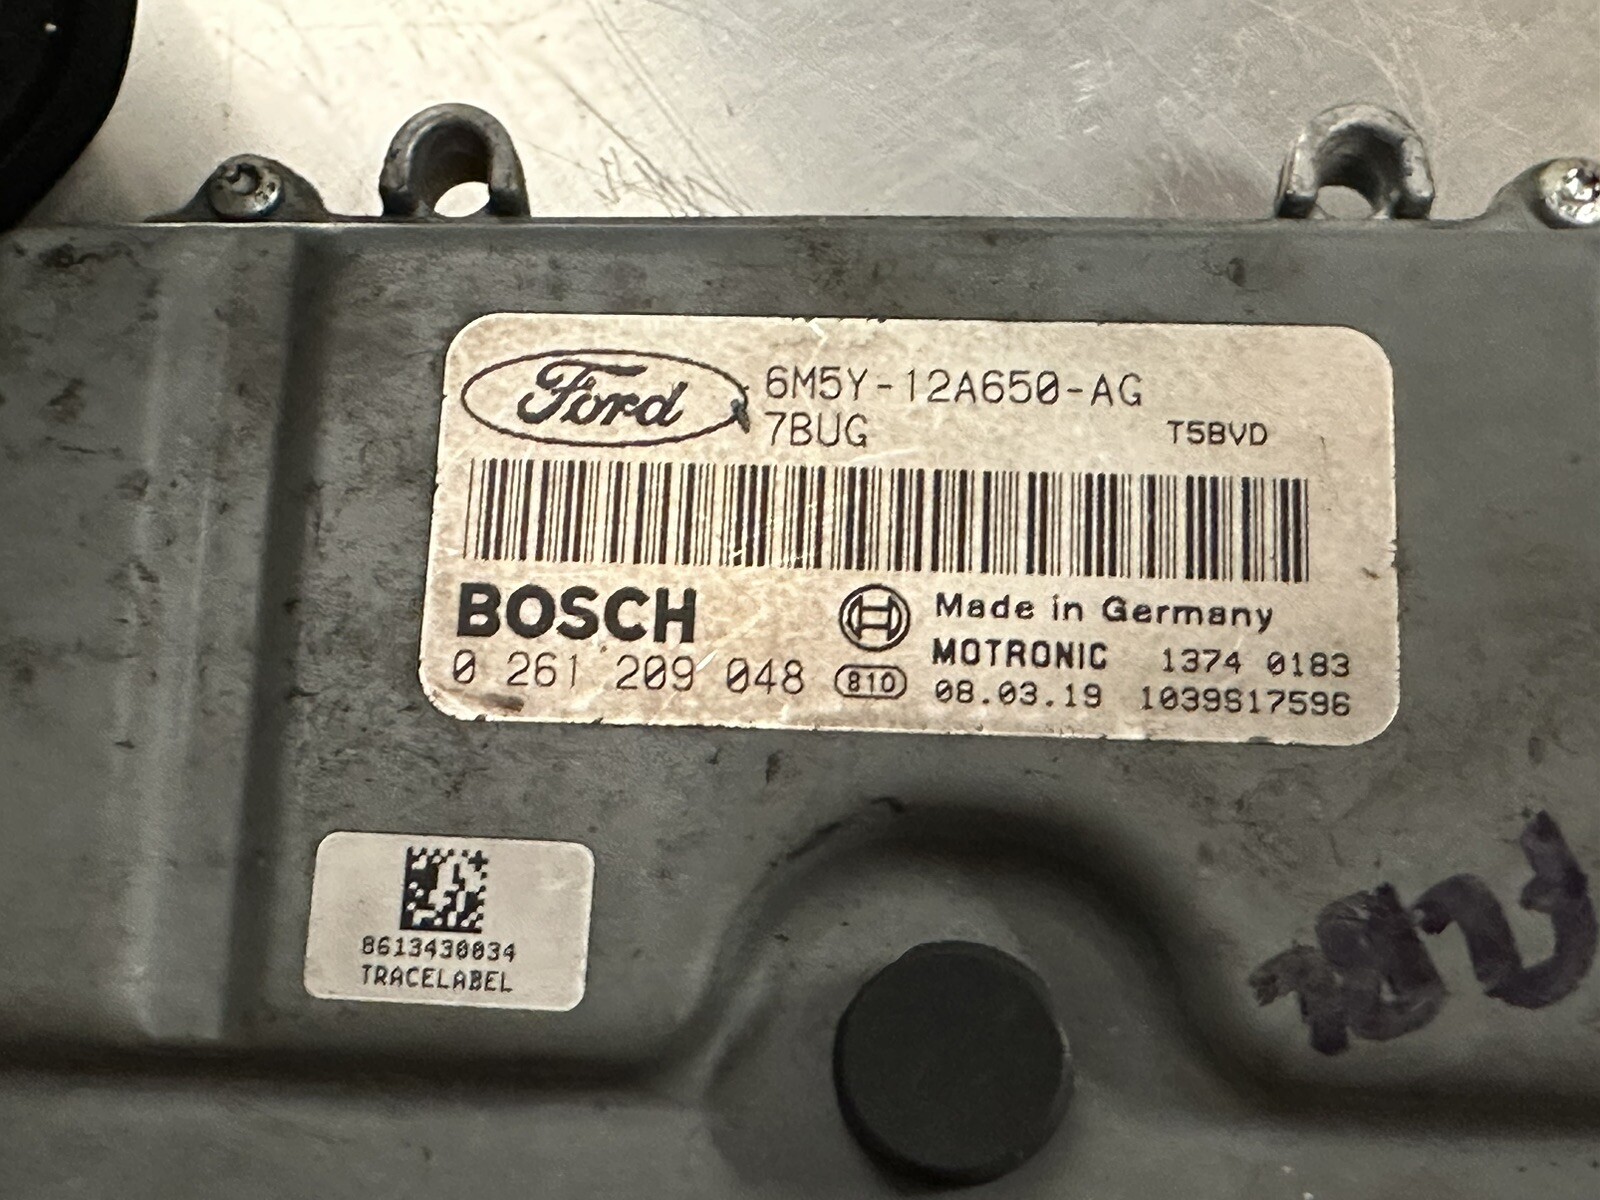 Ford
6M5Y-12A650-AG
7BUG T5BVD
BOSCH
Made in Germany
MOTRONIC 1374 0183
0 261 209 048 810 08.03.19 1039S17596
8613430034
TRACELABEL